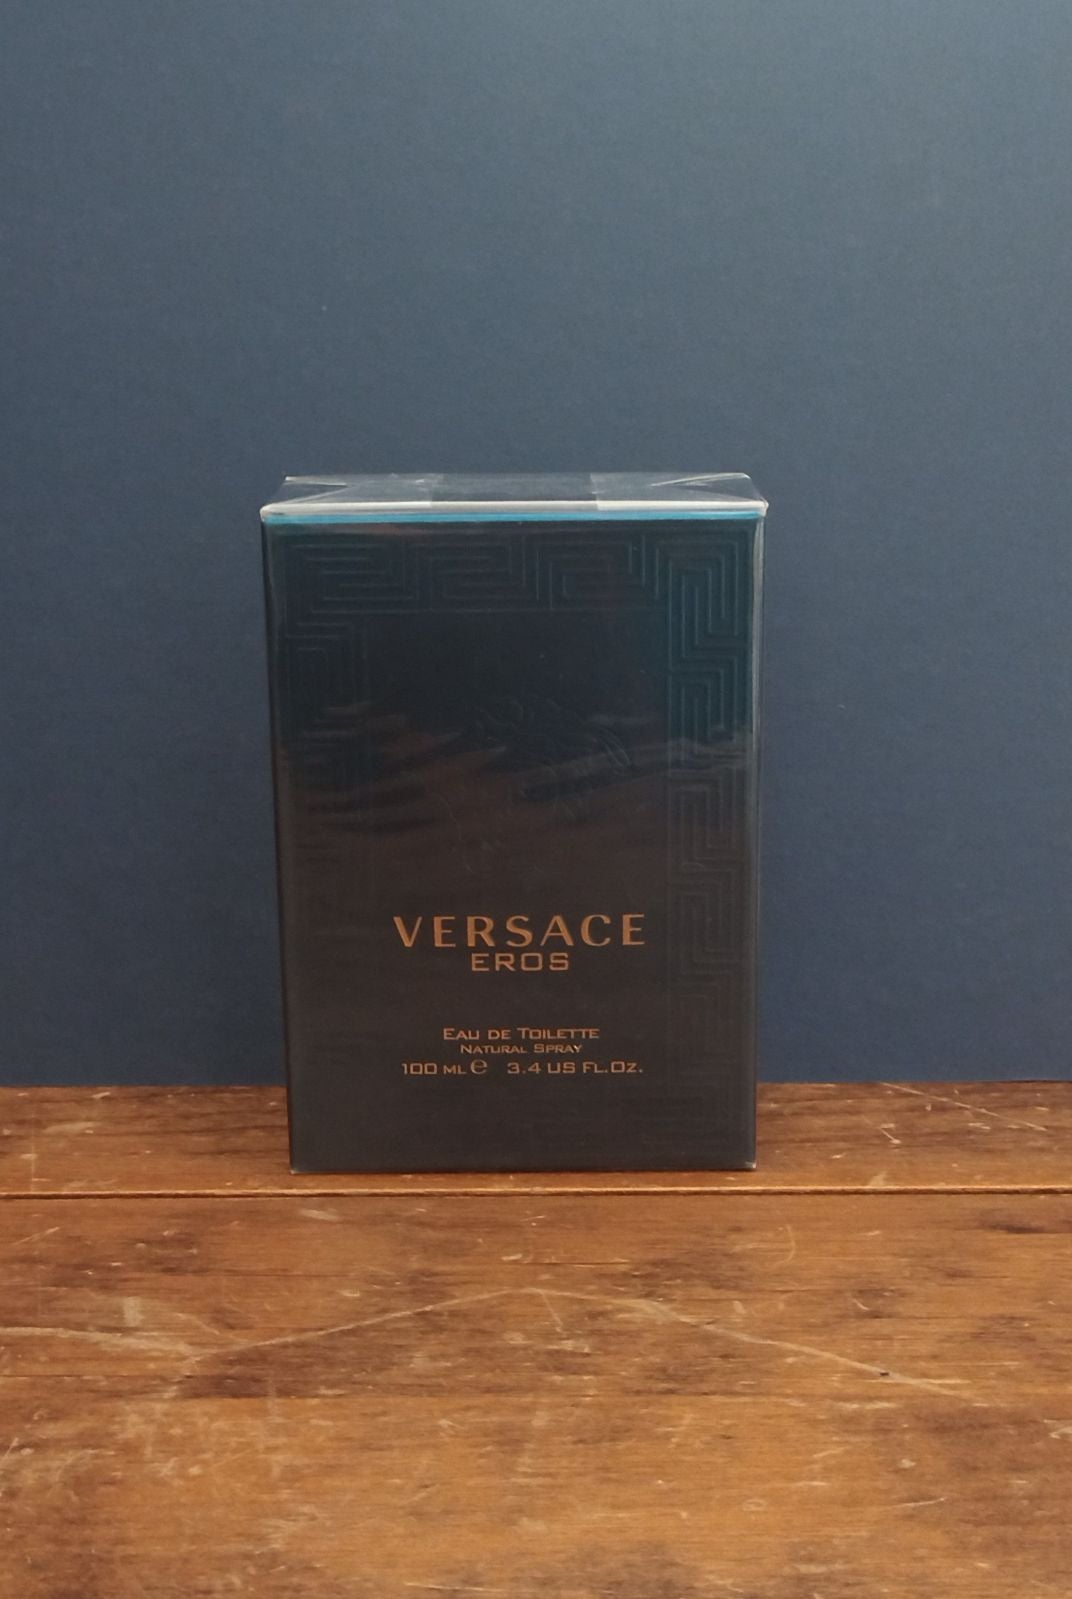 VERSACE
EROS
EAU DE TOILETTE
NATURAL SPRAY
100 ML e 3.4 US FL.OZ.